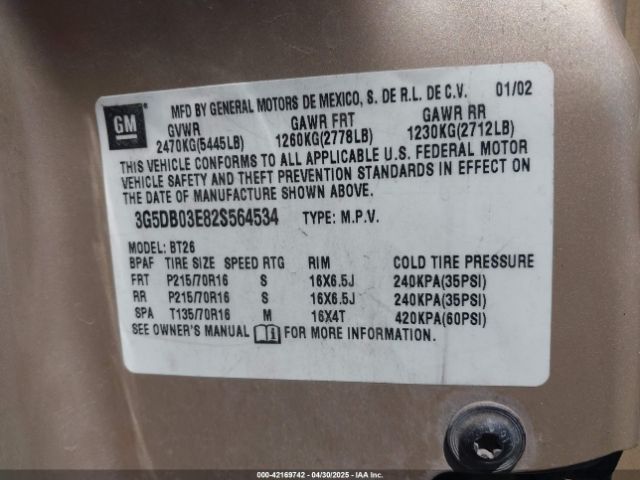 GM
MFD BY GENERAL MOTORS DE MEXICO, S. DE R.L. DE C.V. 01/02
GVWR GAWR FRT GAWR RR
2470KG(5445LB) 1260KG(2778LB) 1230KG(2712LB)
THIS VEHICLE CONFORMS TO ALL APPLICABLE U.S. FEDERAL MOTOR
VEHICLE SAFETY AND THEFT PREVENTION STANDARDS IN EFFECT ON
THE DATE OF MANUFACTURE SHOWN ABOVE.
3G5DB03E82S564534 TYPE: M.P.V.
MODEL: BT26
BPAF TIRE SIZE SPEED RTG RIM COLD TIRE PRESSURE
FRT P215/70R16 S 16X6.5J 240KPA(35PSI)
RR P215/70R16 S 16X6.5J 240KPA(35PSI)
SPA T135/70R16 M 16X4T 420KPA(60PSI)
SEE OWNER'S MANUAL FOR MORE INFORMATION.
000-42169742 - 04/30/2025 - IAA Inc.